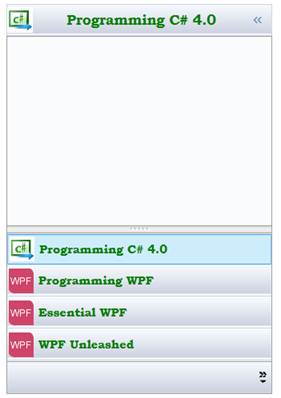 C# Programming C# 4.0 «
C# Programming C# 4.0
WPF Programming WPF
WPF Essential WPF
WPF WPF Unleashed